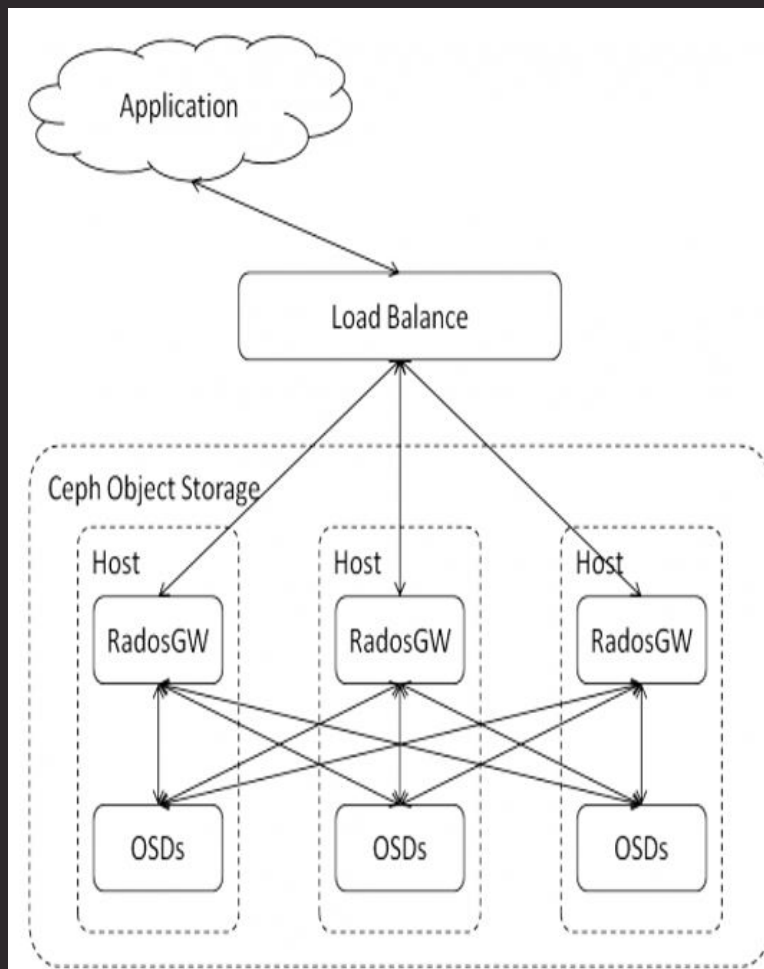 Application
Load Balance
Ceph Object Storage
Host
Host
Host
RadosGW
RadosGW
RadosGW
OSDs
OSDs
OSDs